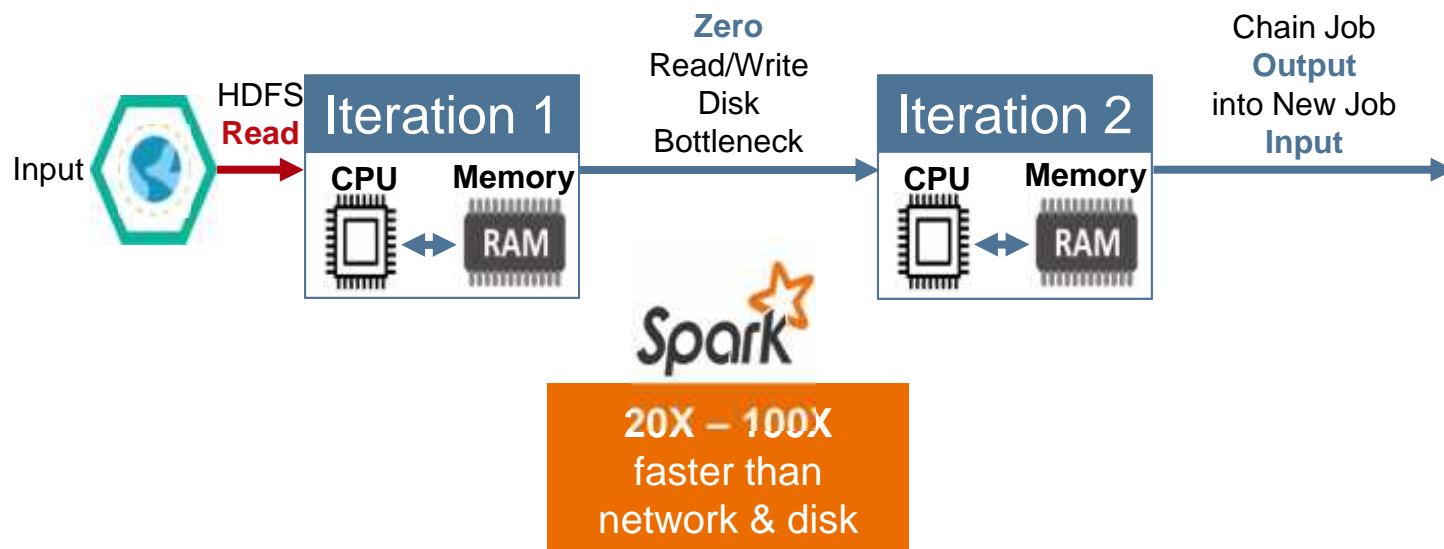 Input
HDFS
Read
Iteration 1
CPU
Memory
RAM
Zero
Read/Write
Disk
Bottleneck
Iteration 2
CPU
Memory
RAM
Chain Job
Output
into New Job
Input
Spark
20X – 100X
faster than
network & disk